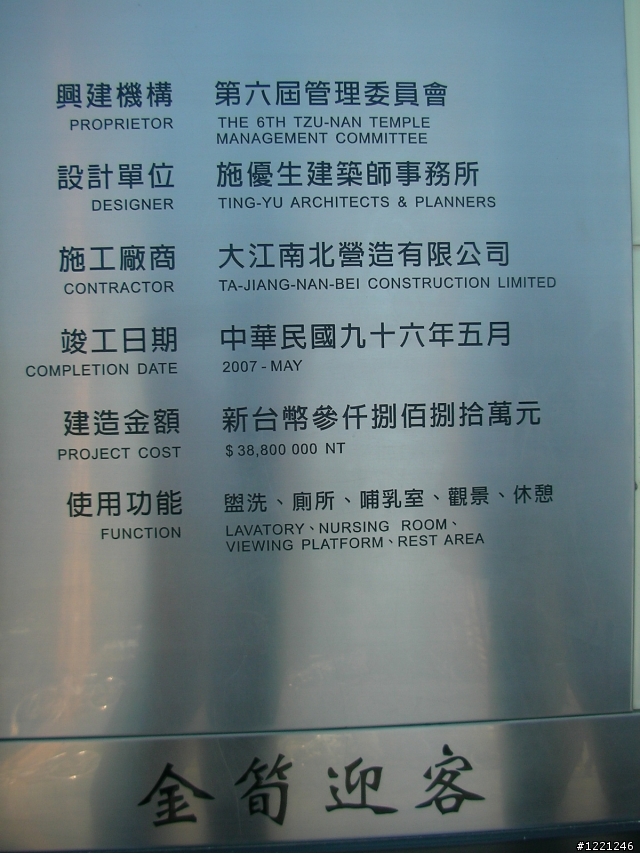 興建機構 第六屆管理委員會
PROPRIETOR THE 6TH TZU-NAN TEMPLE
MANAGEMENT COMMITTEE
設計單位 施優生建築師事務所
DESIGNER TING-YU ARCHITECTS & PLANNERS
施工廠商 大江南北營造有限公司
CONTRACTOR TA-JIANG-NAN-BEI CONSTRUCTION LIMITED
竣工日期 中華民國九十六年五月
COMPLETION DATE 2007 - MAY
建造金額 新台幣參仟捌佰捌拾萬元
PROJECT COST $ 38,800 000 NT
使用功能 盥洗、廁所、哺乳室、觀景、休憩
FUNCTION LAVATORY、NURSING ROOM、
VIEWING PLATFORM、REST AREA
金筍迎客
#1221246